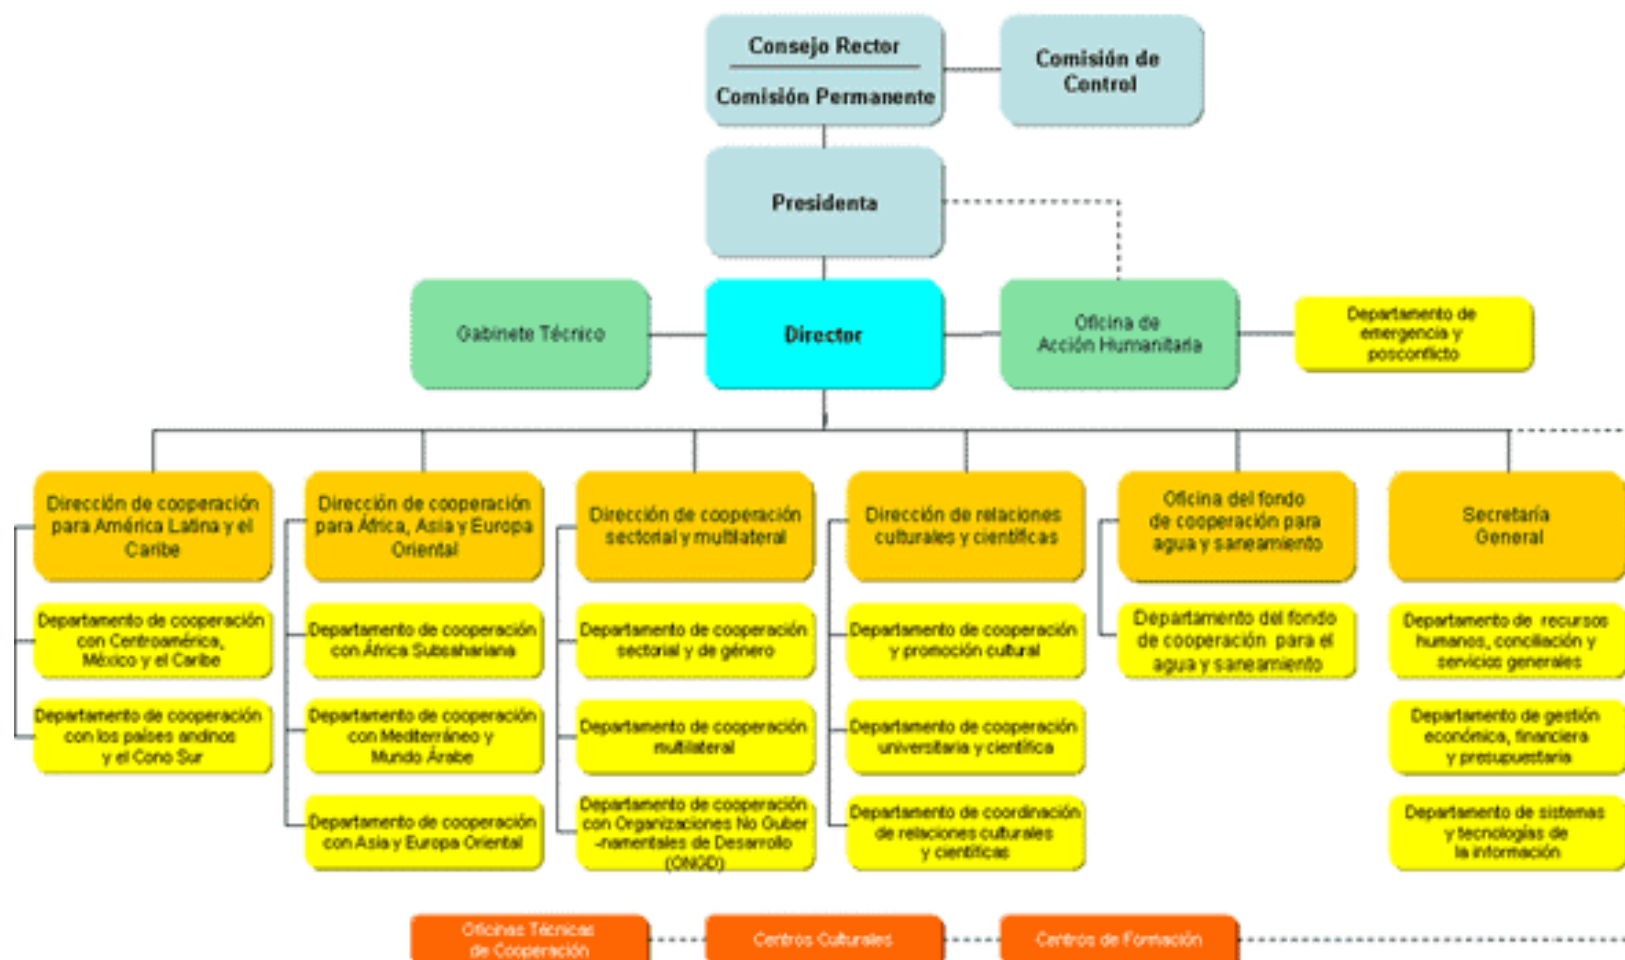 Consejo Rector
Comisión Permanente
Comisión de
Control
Presidenta
Gabinete Técnico
Director
Oficina de
Acción Humanitaria
Departamento de
emergencia y
posconflicto
Dirección de cooperación
para América Latina y el
Caribe
Dirección de cooperación
para África, Asia y Europa
Oriental
Dirección de cooperación
sectorial y multilateral
Dirección de relaciones
culturales y científicas
Oficina del fondo
de cooperación para
agua y saneamiento
Secretaría
General
Departamento de cooperación
con Centroamérica,
México y el Caribe
Departamento de cooperación
con África Subsahariana
Departamento de cooperación
sectorial y de género
Departamento de cooperación
y promoción cultural
Departamento del fondo
de cooperación para el
agua y saneamiento
Departamento de recursos
humanos, conciliación y
servicios generales
Departamento de cooperación
con los países andinos
y el Cono Sur
Departamento de cooperación
con Mediterráneo y
Mundo Árabe
Departamento de cooperación
multilateral
Departamento de cooperación
universitaria y científica
Departamento de gestión
económica, financiera
y presupuestaria
Departamento de cooperación
con Asia y Europa Oriental
Departamento de cooperación
con Organizaciones No Guber
-namentales de Desarrollo
(ONGD)
Departamento de coordinación
de relaciones culturales
y científicas
Departamento de sistemas
y tecnologías de
la información
Oficinas Técnicas
de Cooperación
Centros Culturales
Centros de Formación